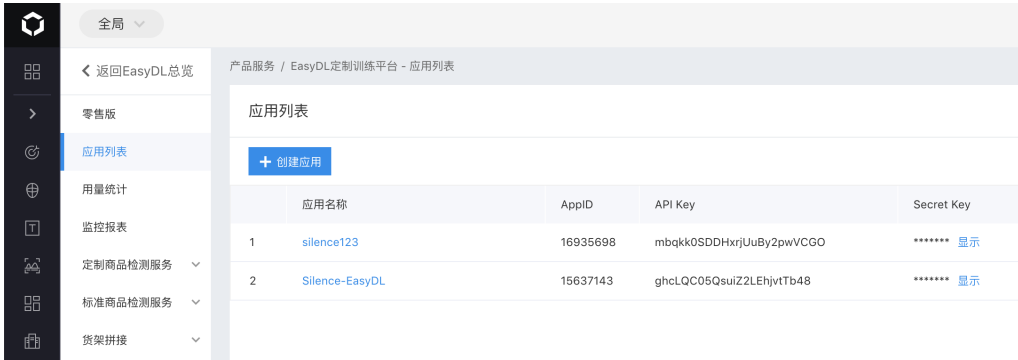 全局
返回EasyDL总览
产品服务 / EasyDL定制训练平台 - 应用列表
零售版
应用列表
用量统计
监控报表
定制商品检测服务
标准商品检测服务
货架拼接
应用列表
+ 创建应用
应用名称 AppID API Key Secret Key
1 silence123 16935698 mbqkk0SDDHxrjUuBy2pwVCGO ******* 显示
2 Silence-EasyDL 15637143 ghcLQC05QsuiZ2LEhjvtTb48 ******* 显示